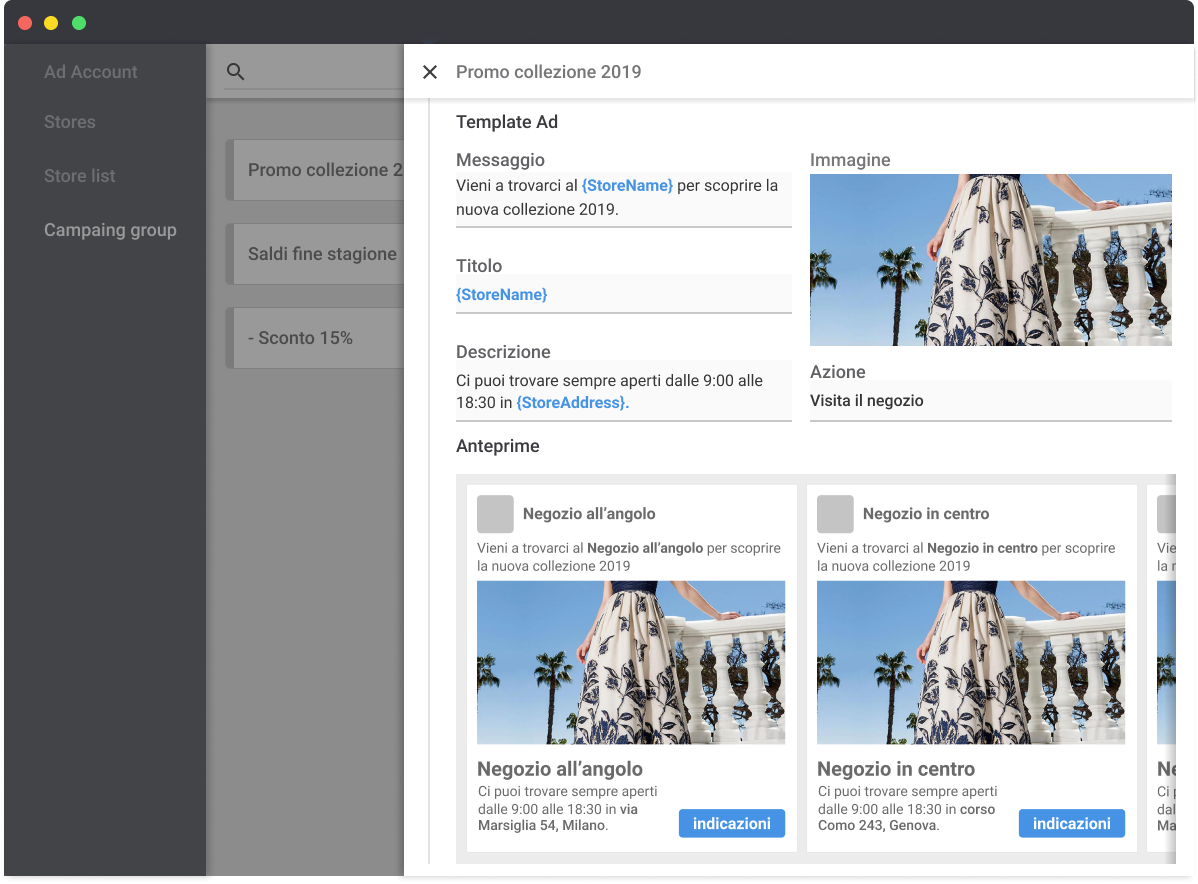 Ad Account
Stores
Store list
Campaing group
Promo collezione 2
Saldi fine stagione
- Sconto 15%
Promo collezione 2019
Template Ad
Messaggio
Vieni a trovarci al {StoreName} per scoprire la
nuova collezione 2019.
Titolo
{StoreName}
Descrizione
Ci puoi trovare sempre aperti dalle 9:00 alle
18:30 in {StoreAddress}.
Immagine
Azione
Visita il negozio
Anteprime
Negozio all’angolo
Vieni a trovarci al Negozio all’angolo per scoprire
la nuova collezione 2019
Negozio all’angolo
Ci puoi trovare sempre aperti
dalle 9:00 alle 18:30 in via
Marsiglia 54, Milano.
indicazioni
Negozio in centro
Vieni a trovarci al Negozio in centro per scoprire
la nuova collezione 2019
Negozio in centro
Ci puoi trovare sempre aperti
dalle 9:00 alle 18:30 in corso
Como 243, Genova.
indicazioni
Vie
la
Ne
Ci
dal
Ma